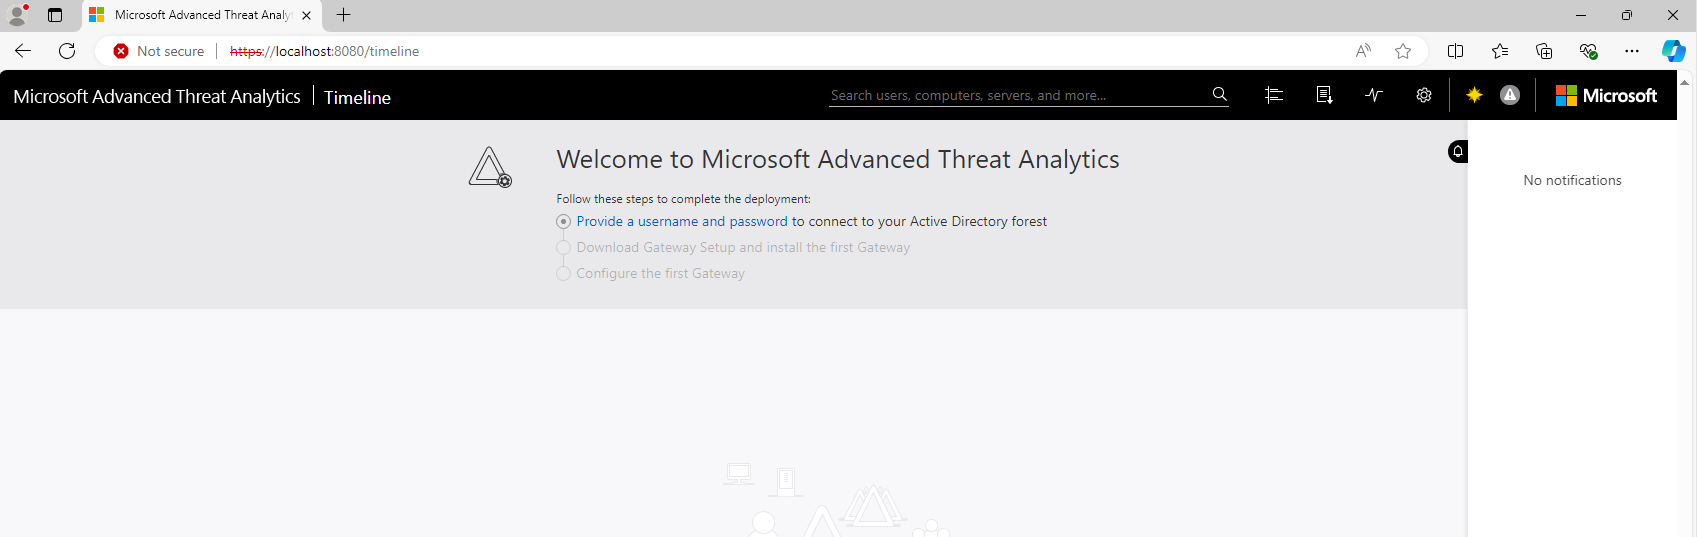 Microsoft Advanced Threat Analyt
Not secure https://localhost:8080/timeline
Microsoft Advanced Threat Analytics Timeline
Search users, computers, servers, and more...
Microsoft
Welcome to Microsoft Advanced Threat Analytics
No notifications
Follow these steps to complete the deployment:
Provide a username and password to connect to your Active Directory forest
Download Gateway Setup and install the first Gateway
Configure the first Gateway